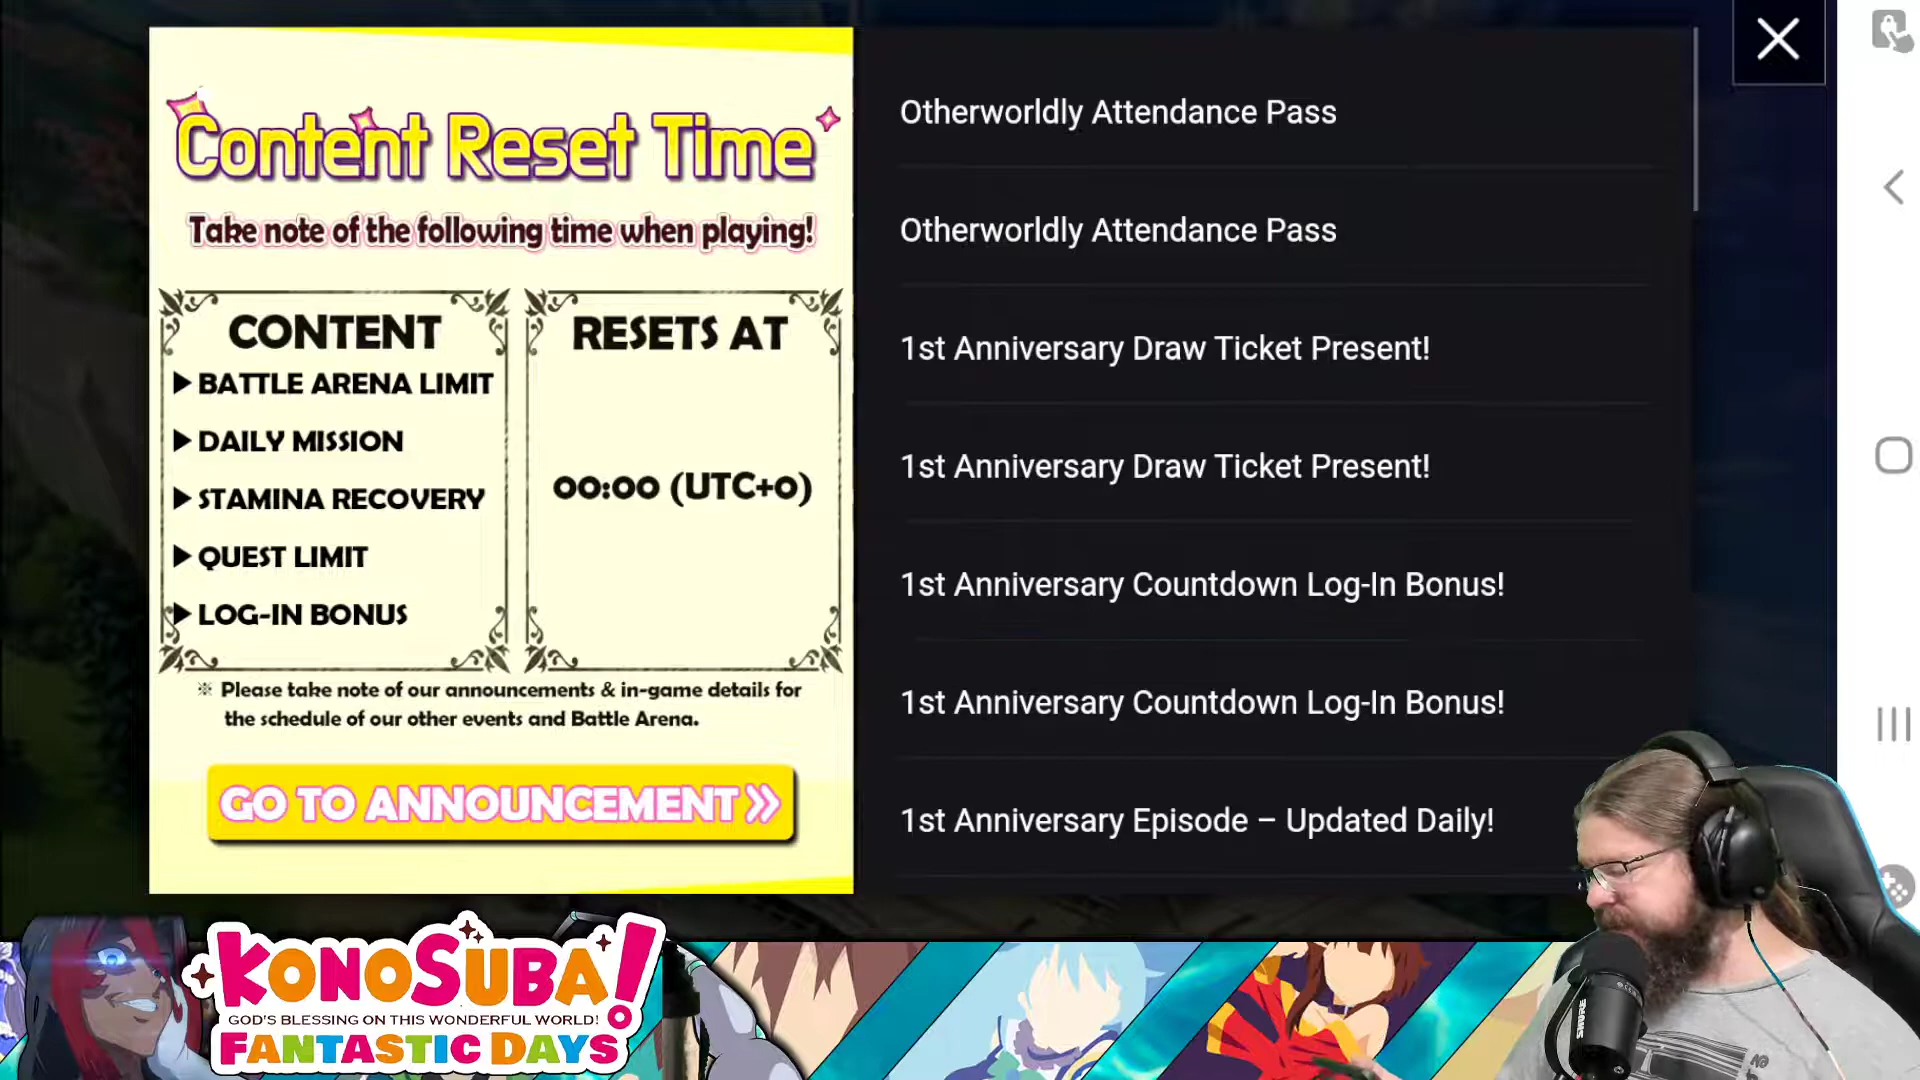 Content Reset Time
Take note of the following time when playing!
CONTENT
▶ BATTLE ARENA LIMIT
▶ DAILY MISSION
▶ STAMINA RECOVERY
▶ QUEST LIMIT
▶ LOG-IN BONUS
RESETS AT
00:00 (UTC+0)
※ Please take note of our announcements & in-game details for
the schedule of our other events and Battle Arena.
GO TO ANNOUNCEMENT »
Otherworldly Attendance Pass
Otherworldly Attendance Pass
1st Anniversary Draw Ticket Present!
1st Anniversary Draw Ticket Present!
1st Anniversary Countdown Log-In Bonus!
1st Anniversary Countdown Log-In Bonus!
1st Anniversary Episode – Updated Daily!
KONOSUBA!
GOD'S BLESSING ON THIS WONDERFUL WORLD!
FANTASTIC DAYS
SHURE